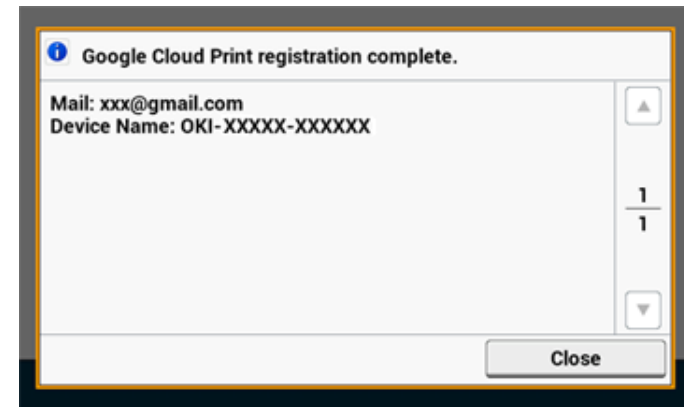 Google Cloud Print registration complete.
Mail: xxx@gmail.com
Device Name: OKI-XXXXX-XXXXXX
1
1
Close